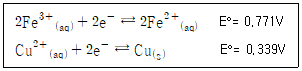 2Fe³⁺₍aq₎ + 2e⁻ ⇌ 2Fe²⁺₍aq₎ E°= 0,771V
Cu²⁺₍aq₎ + 2e⁻ ⇌ Cu₍s₎ E°= 0,339V